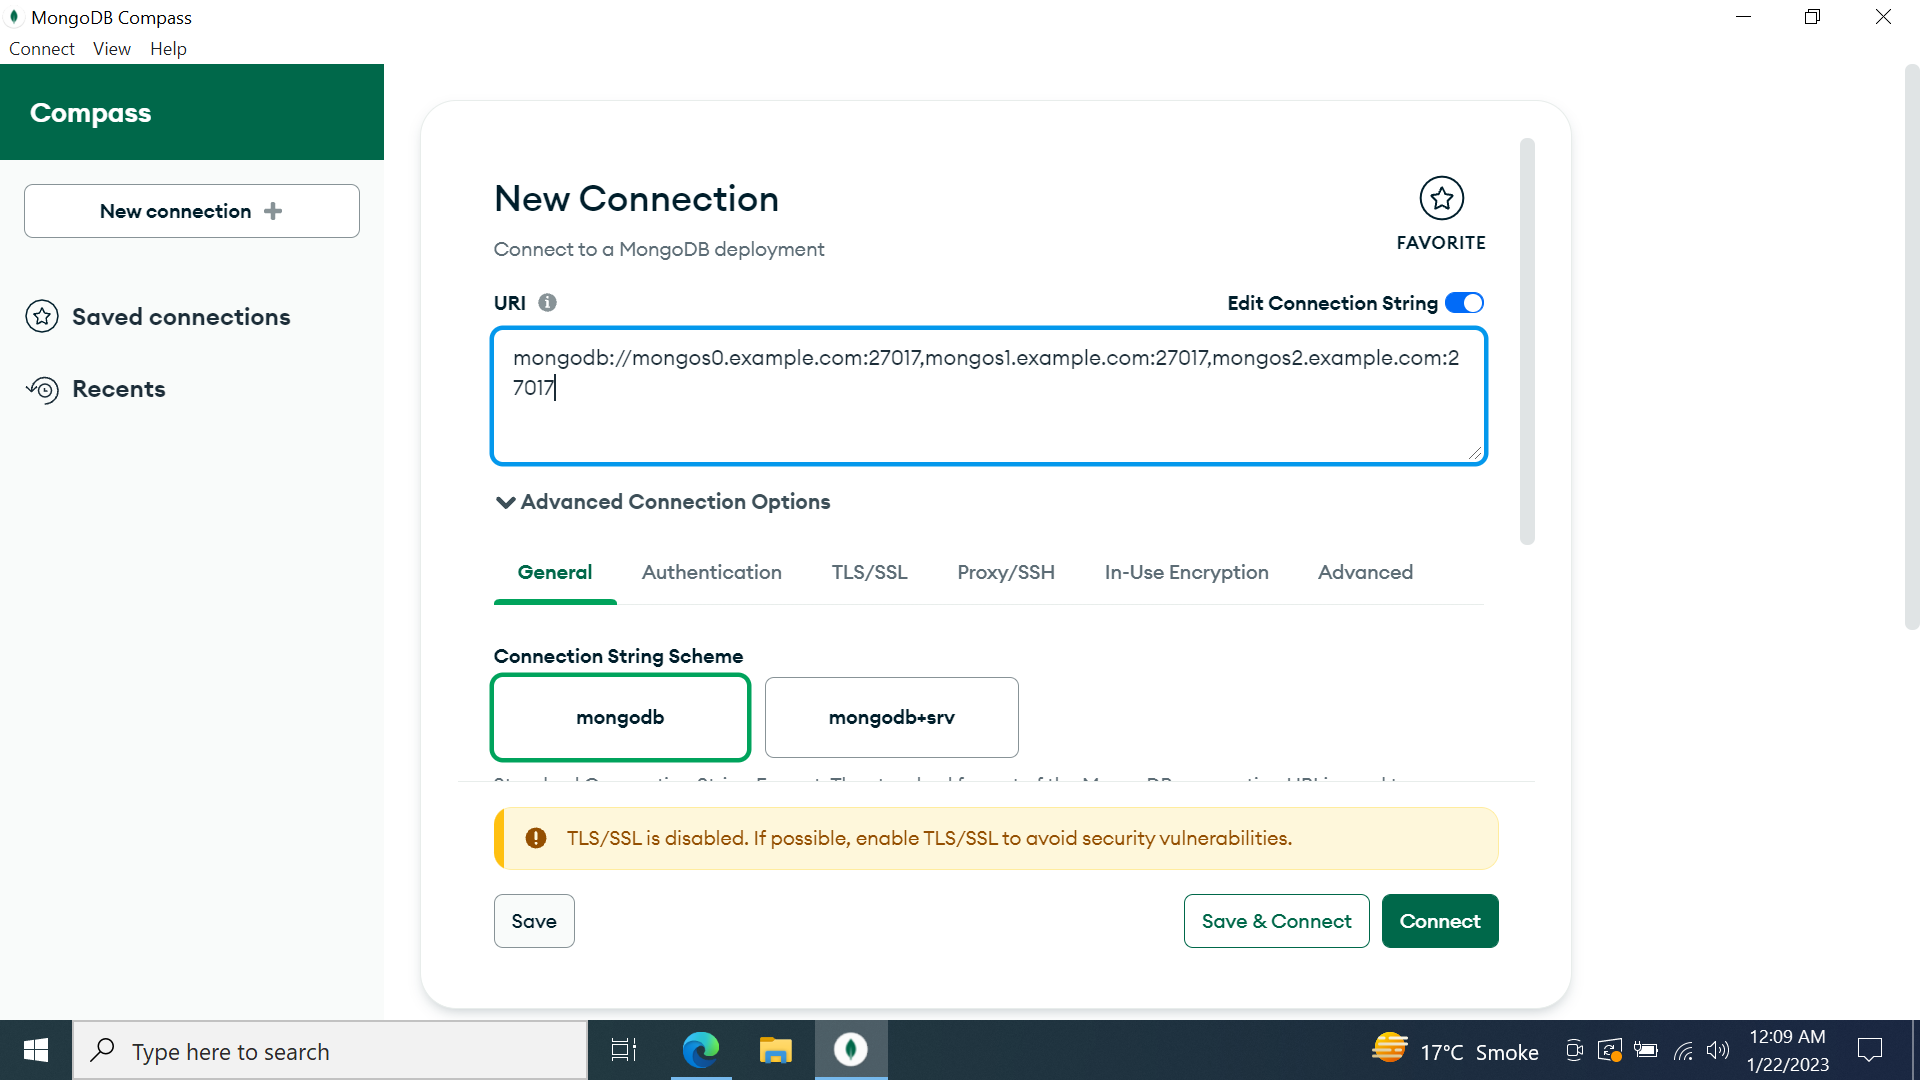 MongoDB Compass
Connect View Help
Compass
New connection
Saved connections
Recents
New Connection
FAVORITE
Connect to a MongoDB deployment
URI
Edit Connection String
mongodb://mongos0.example.com:27017,mongos1.example.com:27017,mongos2.example.com:2
7017
Advanced Connection Options
General Authentication TLS/SSL Proxy/SSH In-Use Encryption Advanced
Connection String Scheme
mongodb
mongodb+srv
TLS/SSL is disabled. If possible, enable TLS/SSL to avoid security vulnerabilities.
Save
Save & Connect
Connect
Type here to search
17°C Smoke
12:09 AM
1/22/2023